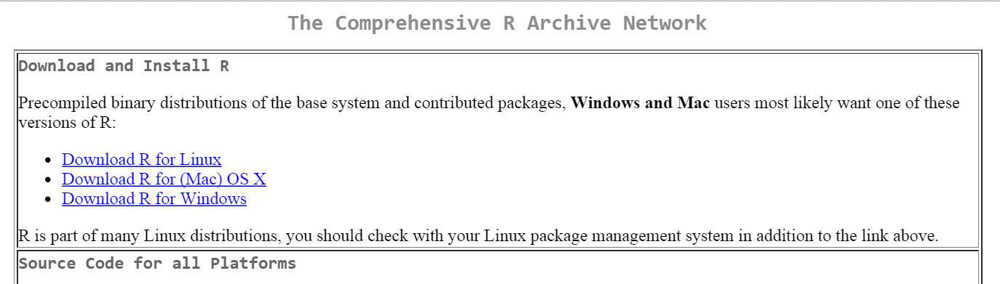 The Comprehensive R Archive Network
Download and Install R
Precompiled binary distributions of the base system and contributed packages, Windows and Mac users most likely want one of these
versions of R:
Download R for Linux
Download R for (Mac) OS X
Download R for Windows
R is part of many Linux distributions, you should check with your Linux package management system in addition to the link above.
Source Code for all Platforms